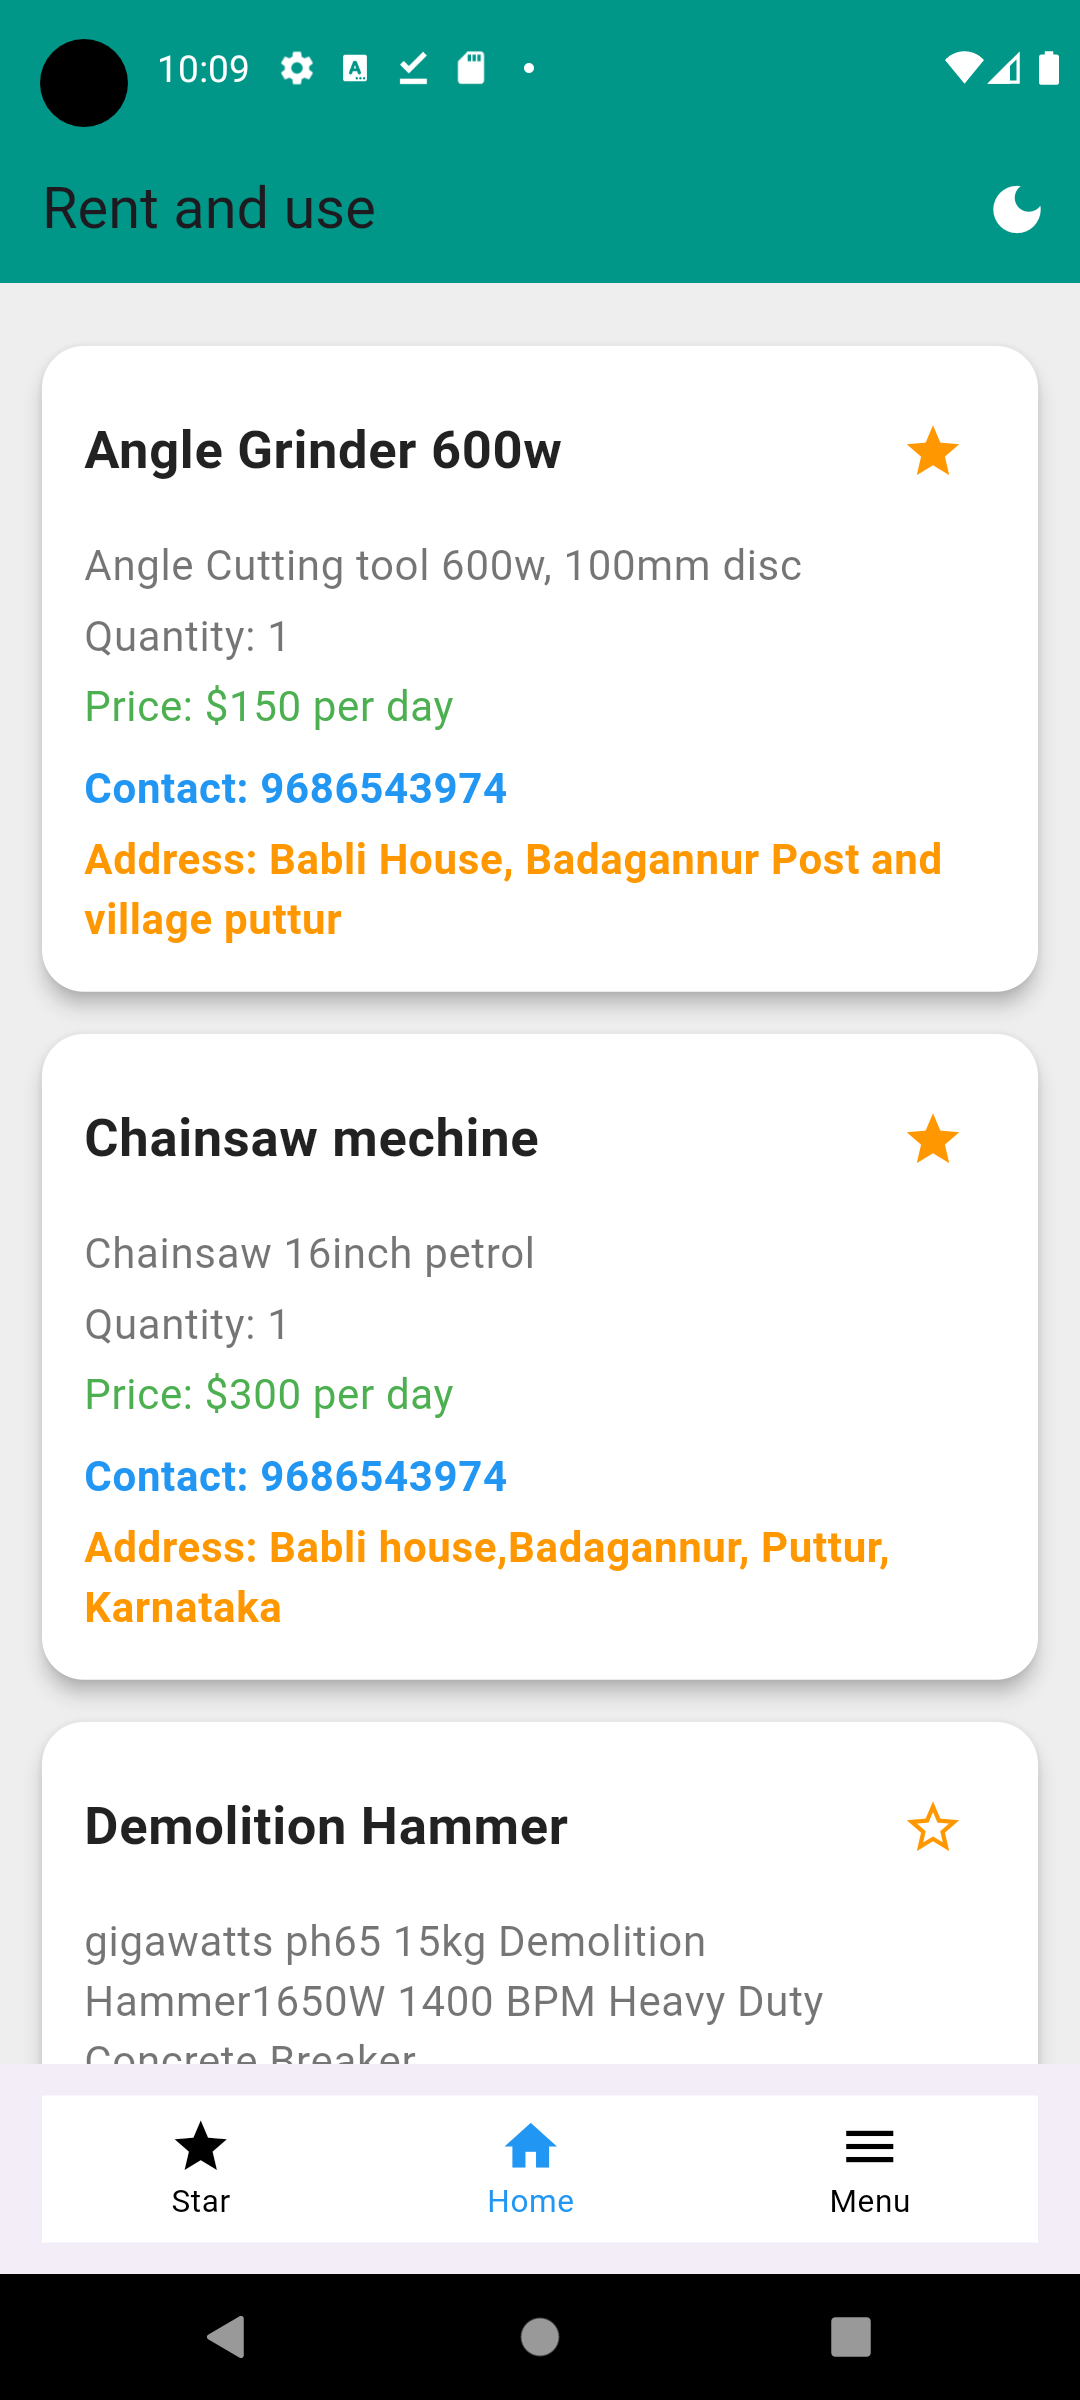 10:09
Rent and use
Angle Grinder 600w
Angle Cutting tool 600w, 100mm disc
Quantity: 1
Price: $150 per day
Contact: 9686543974
Address: Babli House, Badagannur Post and
village puttur
Chainsaw mechine
Chainsaw 16inch petrol
Quantity: 1
Price: $300 per day
Contact: 9686543974
Address: Babli house,Badagannur, Puttur,
Karnataka
Demolition Hammer
gigawatts ph65 15kg Demolition
Hammer1650W 1400 BPM Heavy Duty
Concrete Breaker
Star
Home
Menu